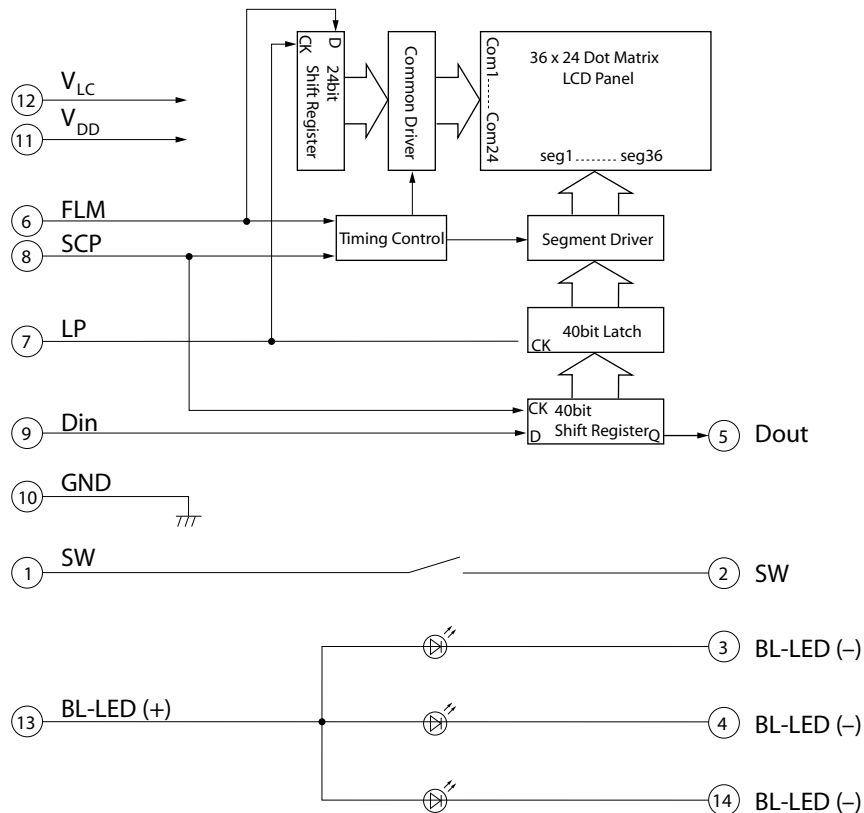 D
CK
24bit
Shift Register
Common Driver
Com1...... Com24
36 x 24 Dot Matrix
LCD Panel
seg1 ........ seg36
12 VLC
11 VDD
6 FLM
8 SCP
Timing Control
Segment Driver
7 LP
40bit Latch
CK
9 Din
CK 40bit
D Shift Register Q
5 Dout
10 GND
1 SW
2 SW
3 BL-LED (–)
13 BL-LED (+)
4 BL-LED (–)
14 BL-LED (–)